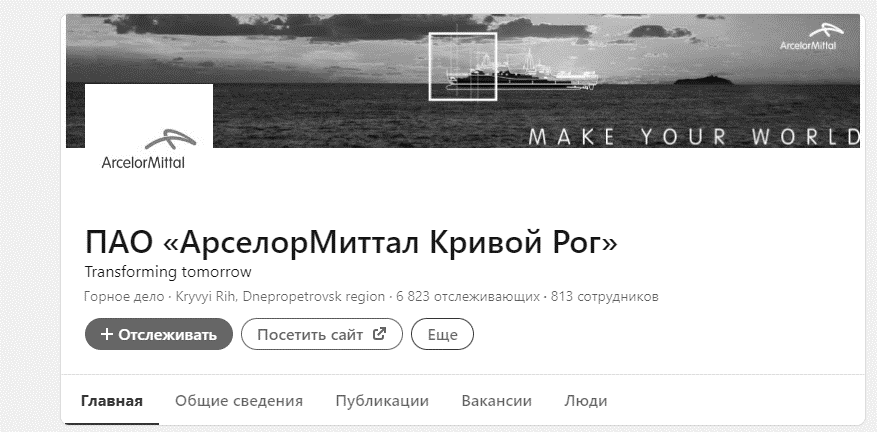 ArcelorMittal
MAKE YOUR WORLD
ArcelorMittal
ПАО «АрселорМиттал Кривой Рог»
Transforming tomorrow
Горное дело · Kryvyi Rih, Dnepropetrovsk region · 6 823 отслеживающих · 813 сотрудников
+ Отслеживать Посетить сайт Еще
Главная Общие сведения Публикации Вакансии Люди